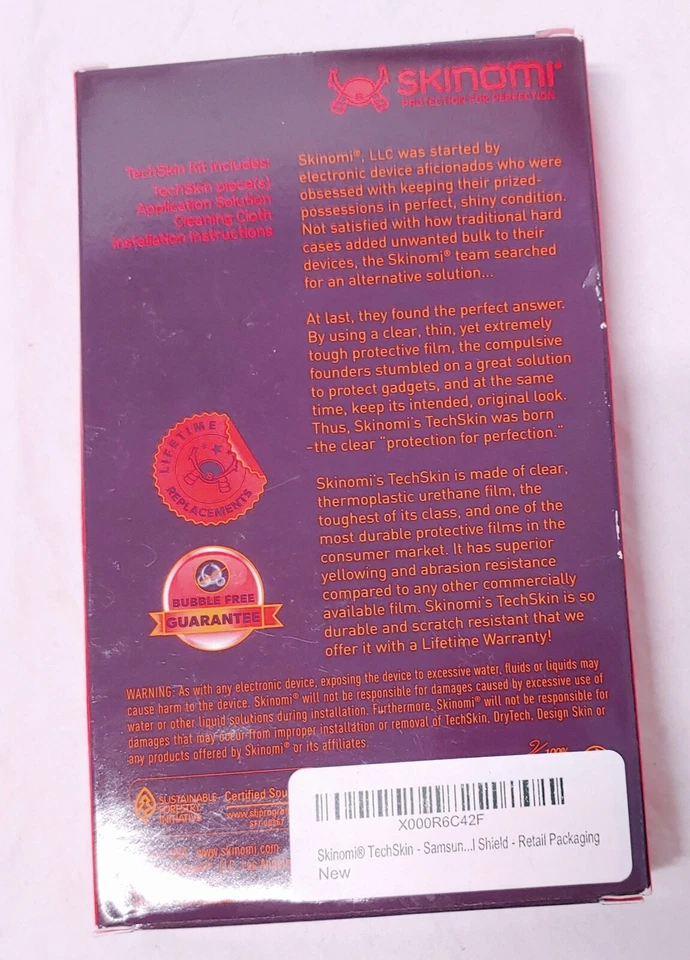 SKINOMI®
PROTECTION FOR PERFECTION
TechSkin Kit Includes:
TechSkin piece(s)
Application Solution
Cleaning Cloth
Installation Instructions
Skinomi®, LLC was started by
electronic device aficionados who were
obsessed with keeping their prized-
possessions in perfect, shiny condition.
Not satisfied with how traditional hard
cases added unwanted bulk to their
devices, the Skinomi® team searched
for an alternative solution...
At last, they found the perfect answer.
By using a clear, thin, yet extremely
tough protective film, the compulsive
founders stumbled on a great solution
to protect gadgets, and at the same
time, keep its intended, original look.
Thus, Skinomi's TechSkin was born
-the clear "protection for perfection."
LIFETIME
REPLACEMENTS
Skinomi's TechSkin is made of clear,
thermoplastic urethane film, the
toughest of its class, and one of the
most durable protective films in the
consumer market. It has superior
yellowing and abrasion resistance
compared to any other commercially
available film. Skinomi's TechSkin is so
durable and scratch resistant that we
offer it with a Lifetime Warranty!
BUBBLE FREE
GUARANTEE
WARNING: As with any electronic device, exposing the device to excessive water, fluids or liquids may
cause harm to the device. Skinomi® will not be responsible for damages caused by excessive use of
water or other liquid solutions during installation. Furthermore, Skinomi® will not be responsible for
damages that may occur from improper installation or removal of TechSkin, DryTech, Design Skin or
any products offered by Skinomi® or its affiliates.
100%
SUSTAINABLE
FORESTRY
INITIATIVE
Certified Sou
www.sfiprogra
www.skinomi.com
X000R6C42F
Skinomi® TechSkin - Samsun...l Shield - Retail Packaging
New